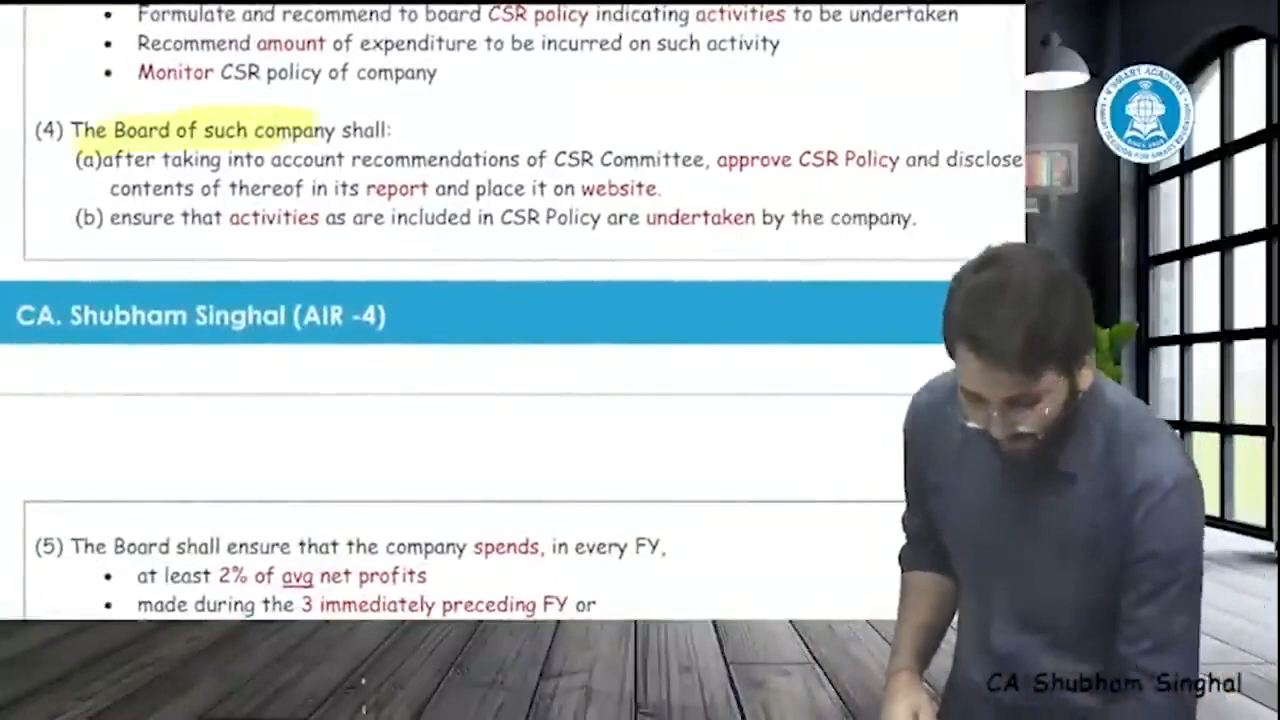 • Formulate and recommend to board CSR policy indicating activities to be undertaken
• Recommend amount of expenditure to be incurred on such activity
• Monitor CSR policy of company
(4) The Board of such company shall:
(a)after taking into account recommendations of CSR Committee, approve CSR Policy and disclose
contents of thereof in its report and place it on website.
(b) ensure that activities as are included in CSR Policy are undertaken by the company.
CA. Shubham Singhal (AIR -4)
(5) The Board shall ensure that the company spends, in every FY,
• at least 2% of avg net profits
• made during the 3 immediately preceding FY or
CA Shubham Singhal